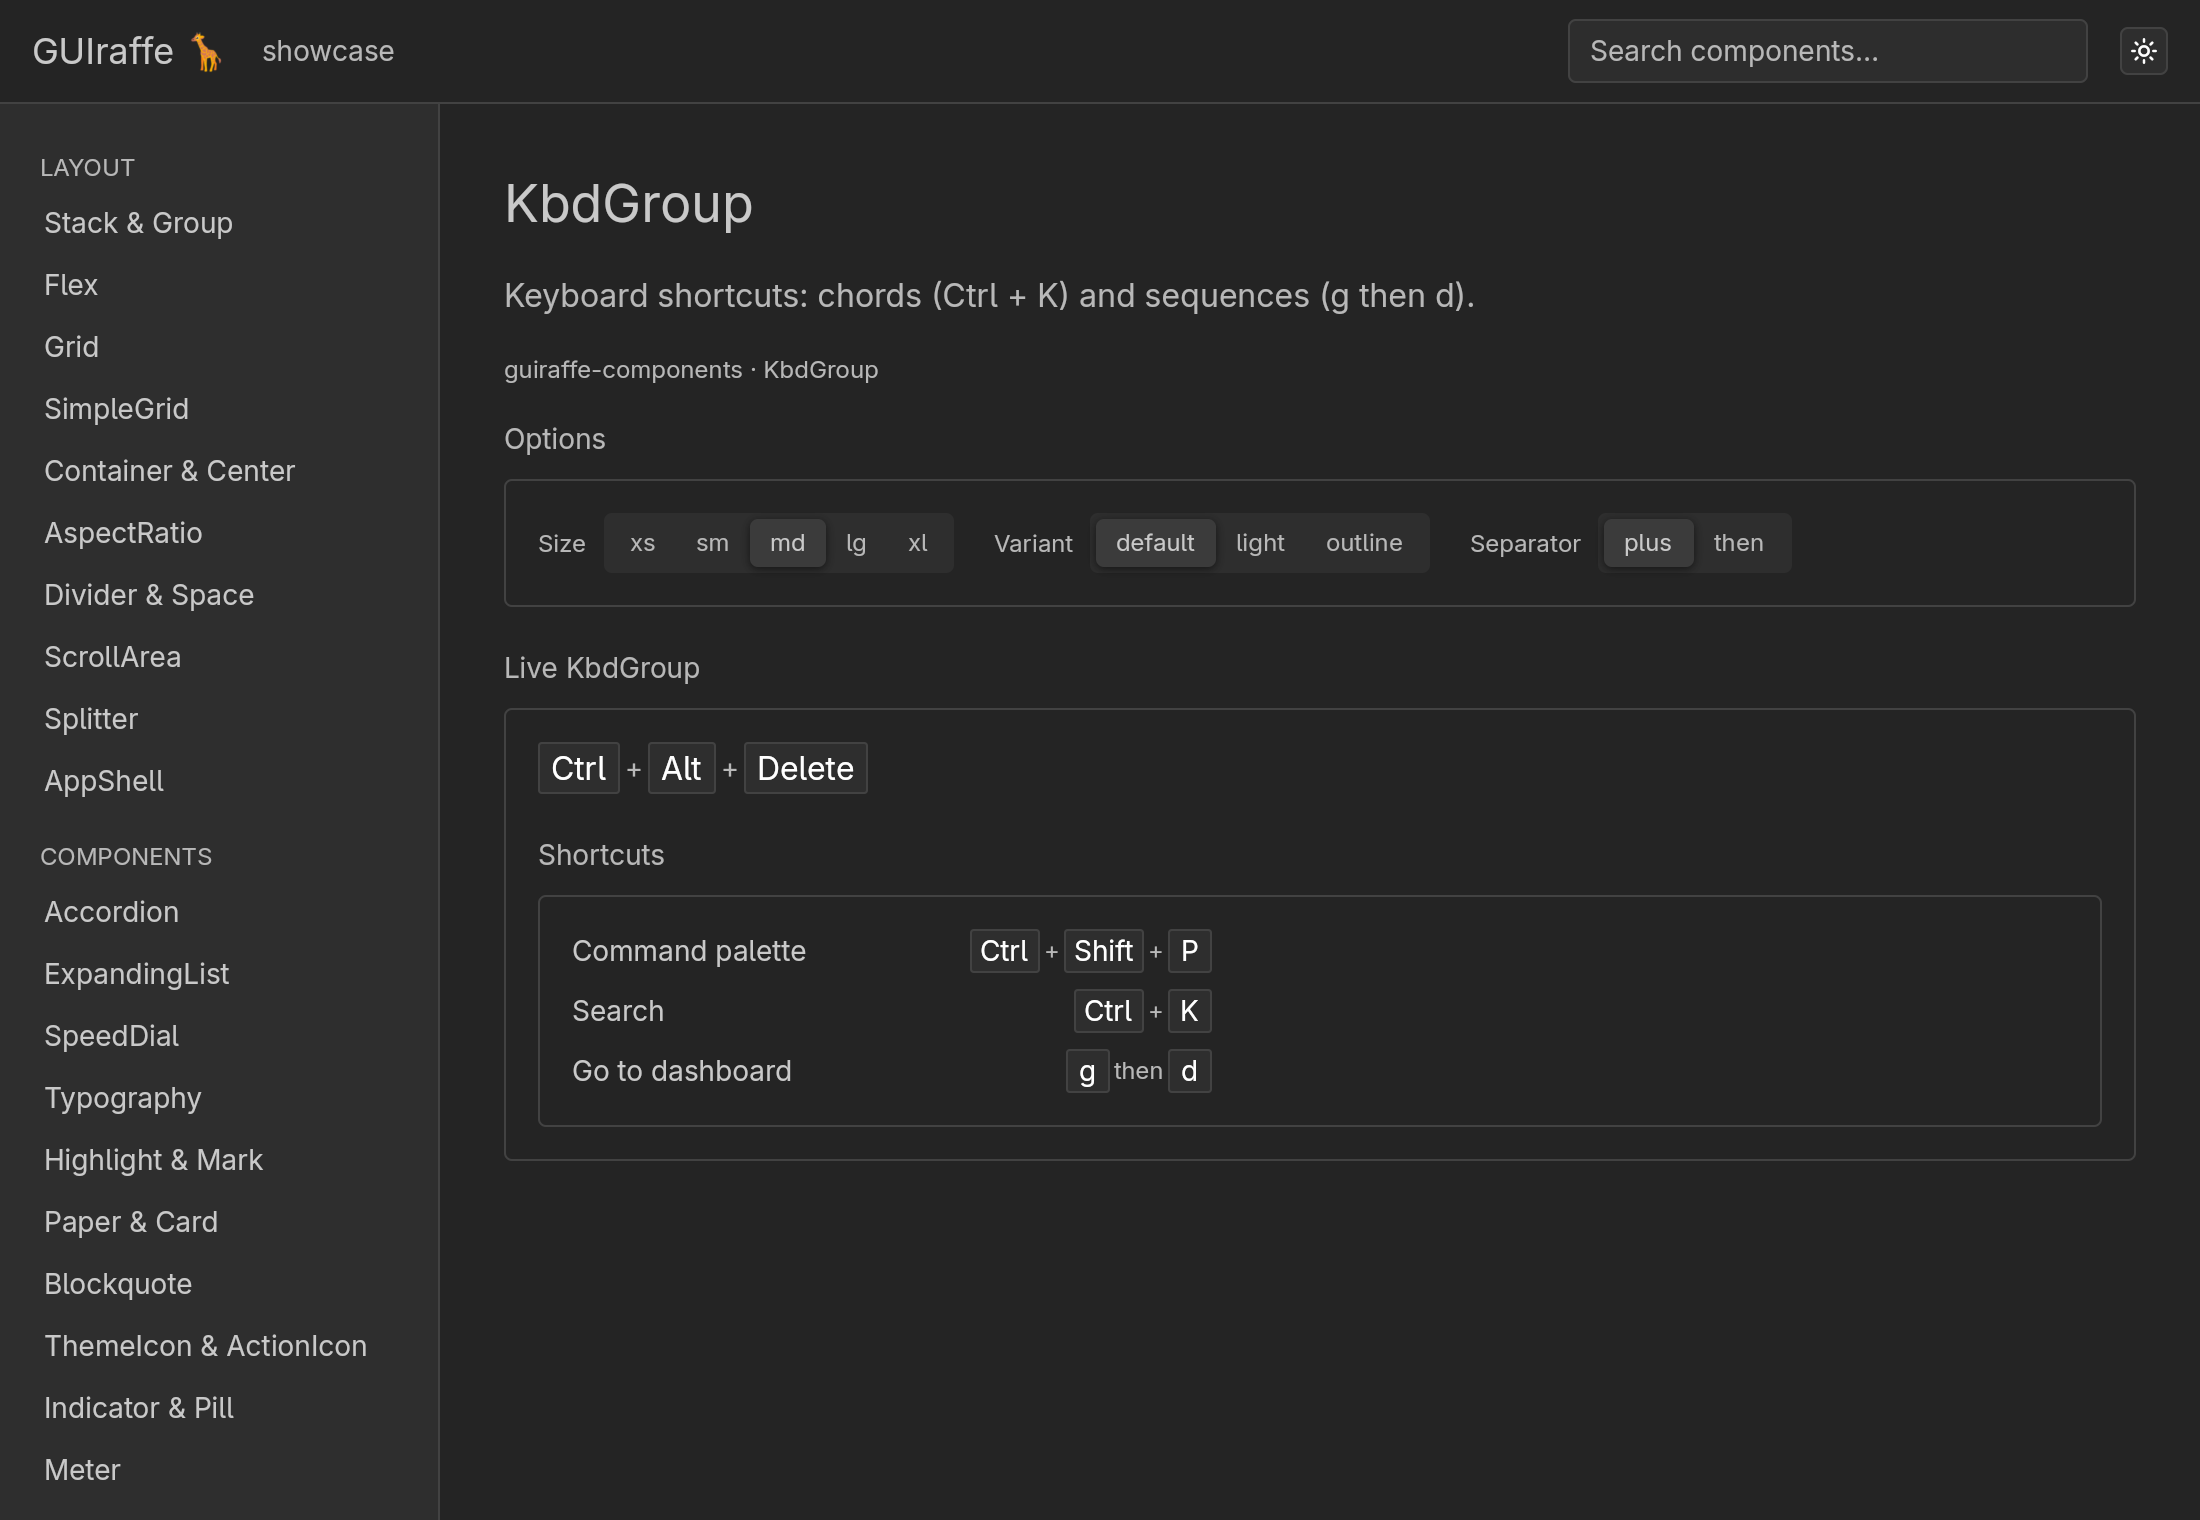 GUIraffe 🦒 showcase Search components...
LAYOUT
Stack & Group
Flex
Grid
SimpleGrid
Container & Center
AspectRatio
Divider & Space
ScrollArea
Splitter
AppShell
COMPONENTS
Accordion
ExpandingList
SpeedDial
Typography
Highlight & Mark
Paper & Card
Blockquote
ThemeIcon & ActionIcon
Indicator & Pill
Meter
KbdGroup
Keyboard shortcuts: chords (Ctrl + K) and sequences (g then d).
guiraffe-components · KbdGroup
Options
Size xs sm md lg xl Variant default light outline Separator plus then
Live KbdGroup
Ctrl + Alt + Delete
Shortcuts
Command palette Ctrl + Shift + P
Search Ctrl + K
Go to dashboard g then d